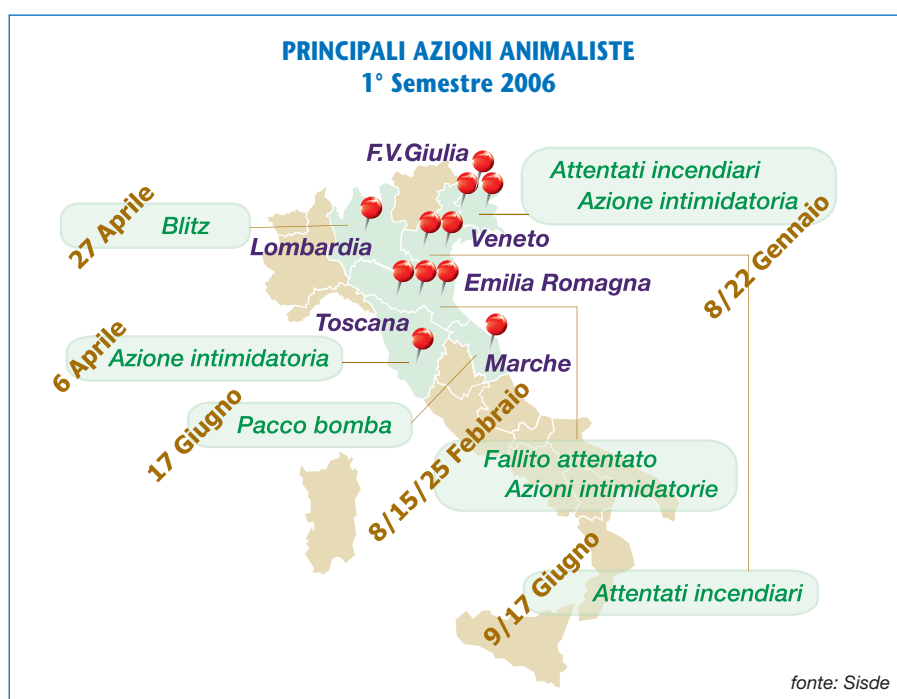 PRINCIPALI AZIONI ANIMALISTE
1° Semestre 2006
F.V.Giulia
Attentati incendiari
Azione intimidatoria
8/22 Gennaio
27 Aprile
Blitz
Lombardia
Veneto
Emilia Romagna
Toscana
6 Aprile
Azione intimidatoria
Marche
17 Giugno
Pacco bomba
8/15/25 Febbraio
Fallito attentato
Azioni intimidatorie
9/17 Giugno
Attentati incendiari
fonte: Sisde